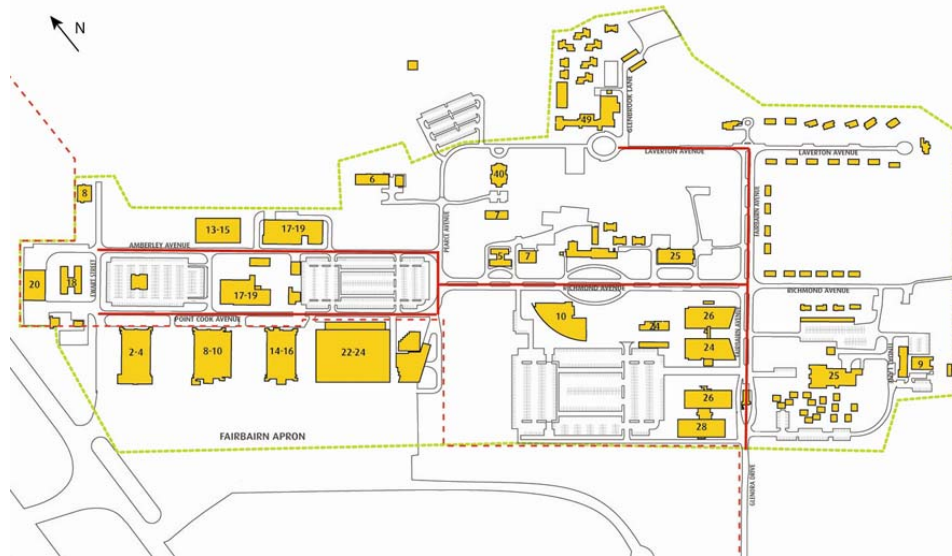 N
49
GLENBROOK LANE
LAVERTON AVENUE
LAVERTON AVENUE
6
40
8
7
PEARCE AVENUE
FAIRBAIRN AVENUE
13-15
17-19
AMBERLEY AVENUE
5
7
25
20
18
17-19
RICHMOND AVENUE
RICHMOND AVENUE
POINT COOK AVENUE
10
26
24
24
FAIRBAIRN AVENUE
2-4
8-10
14-16
22-24
9
25
26
28
FAIRBAIRN APRON
GLENORA DRIVE